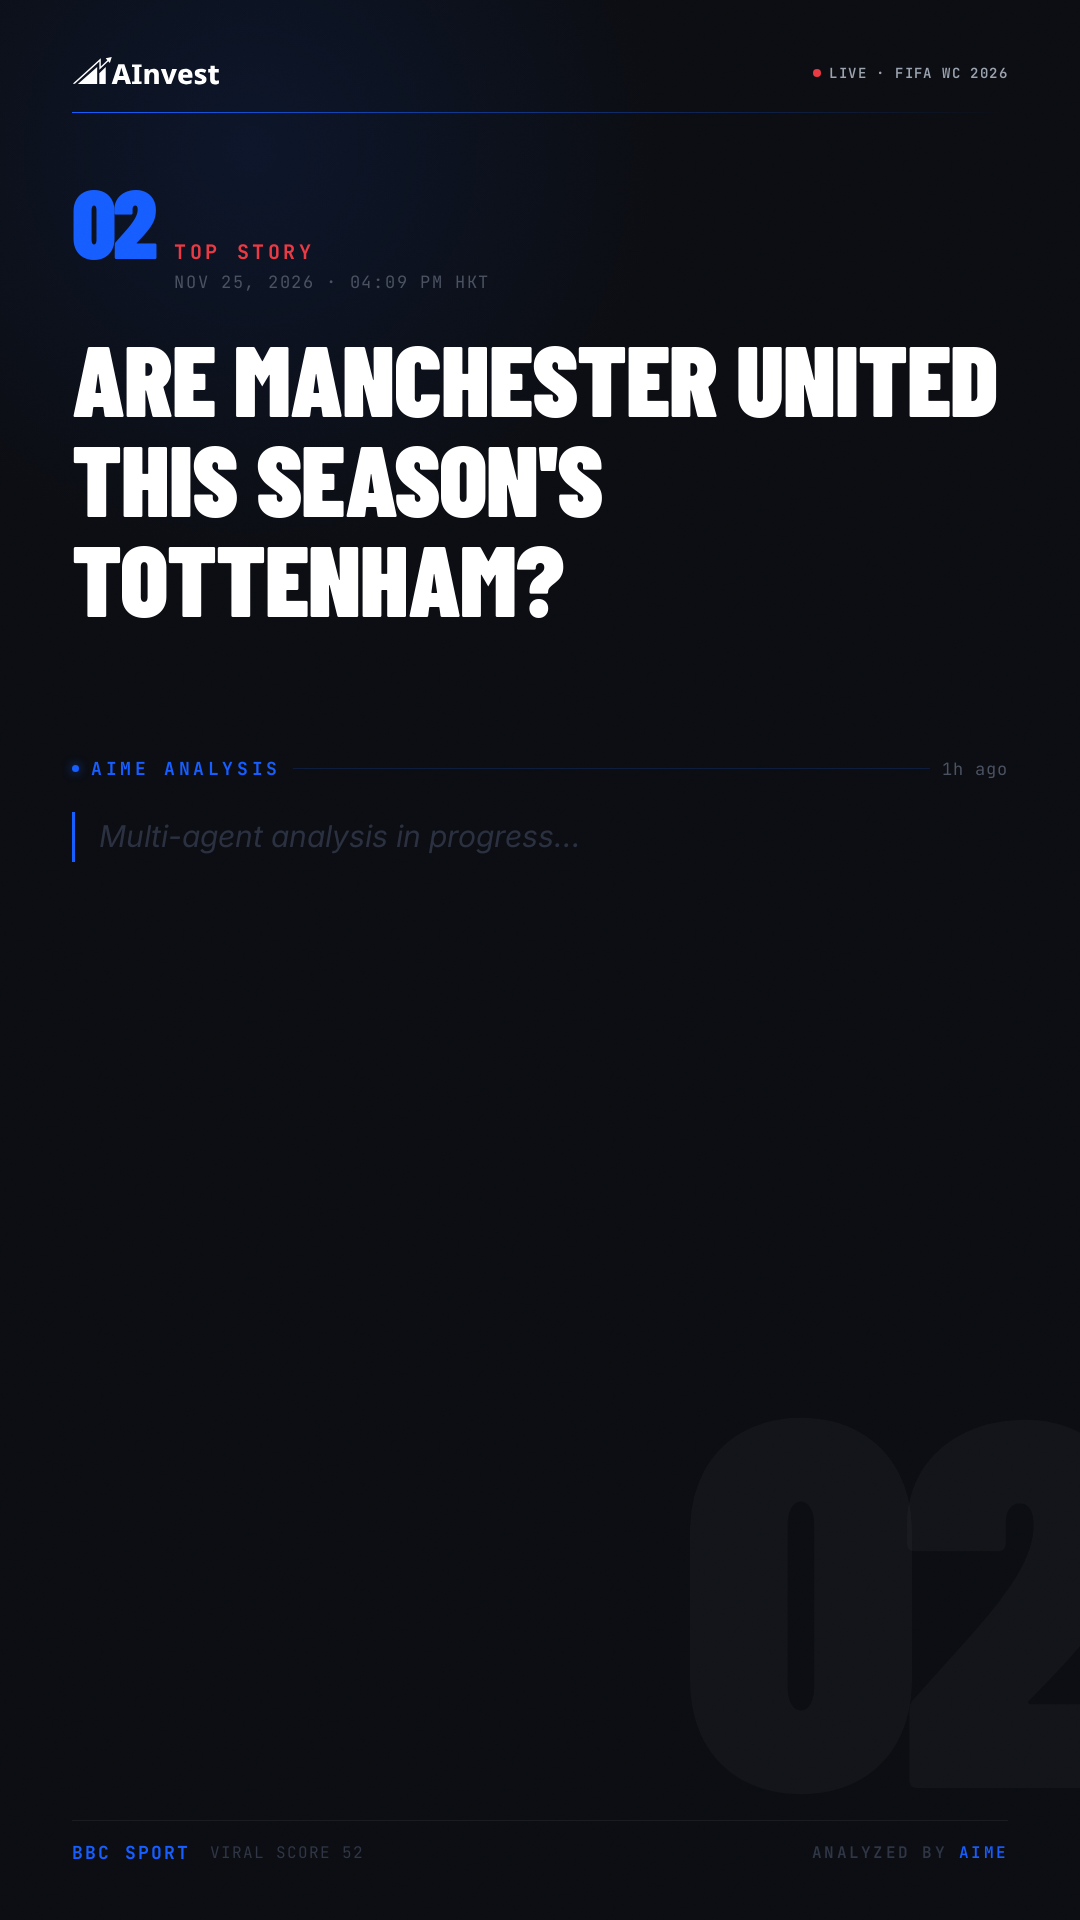 AInvest
LIVE · FIFA WC 2026
02
TOP STORY
NOV 25, 2026 · 04:09 PM HKT
ARE MANCHESTER UNITED
THIS SEASON'S
TOTTENHAM?
AIME ANALYSIS
1h ago
Multi-agent analysis in progress...
02
BBC SPORT VIRAL SCORE 52
ANALYZED BY AIME